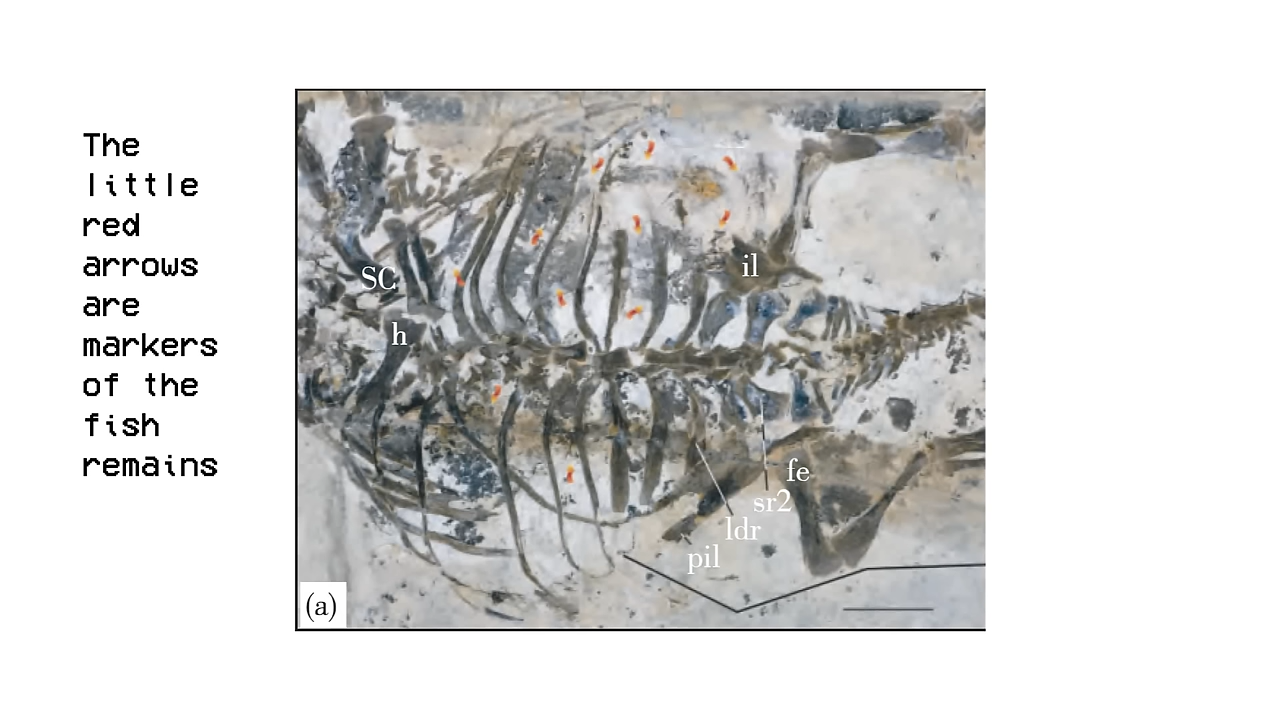 The
little
red
arrows
are
markers
of the
fish
remains
SC
il
h
fe
sr2
ldr
pil
(a)